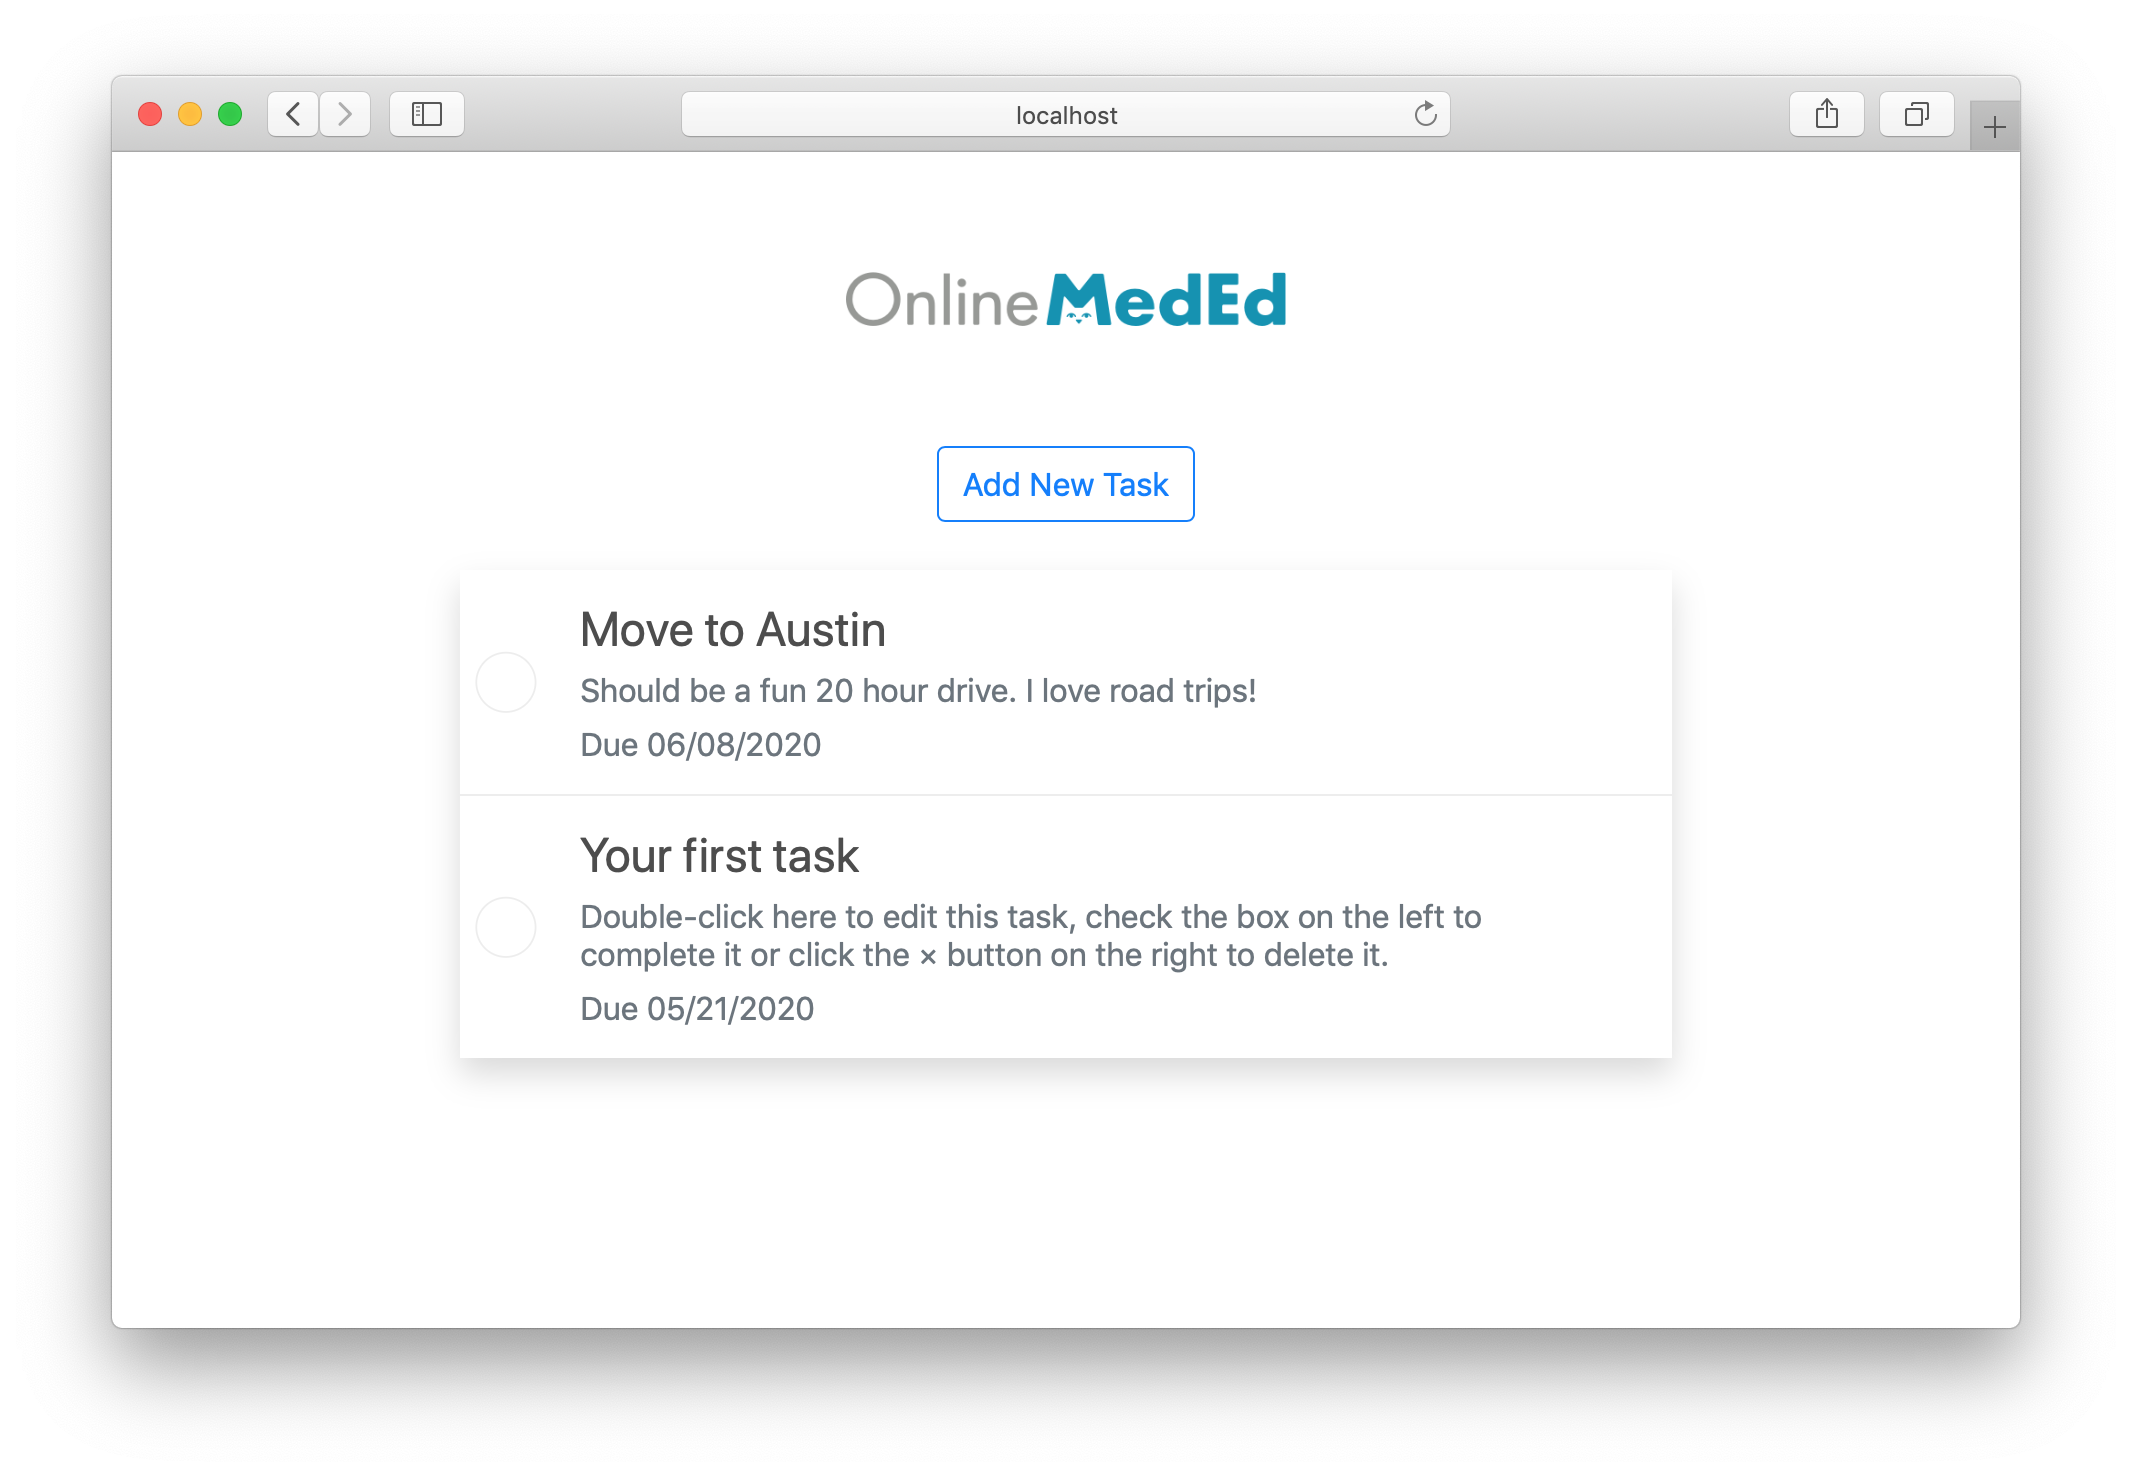 localhost
OnlineMedEd
Add New Task
Move to Austin
Should be a fun 20 hour drive. I love road trips!
Due 06/08/2020
Your first task
Double-click here to edit this task, check the box on the left to
complete it or click the × button on the right to delete it.
Due 05/21/2020